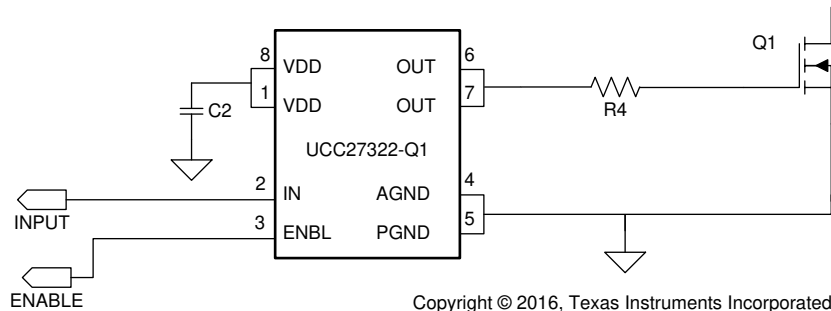 Q1
8
VDD
OUT
6
1
VDD
OUT
7
C2
R4
UCC27322-Q1
2
IN
AGND
4
INPUT
3
ENBL
PGND
5
ENABLE
Copyright © 2016, Texas Instruments Incorporated